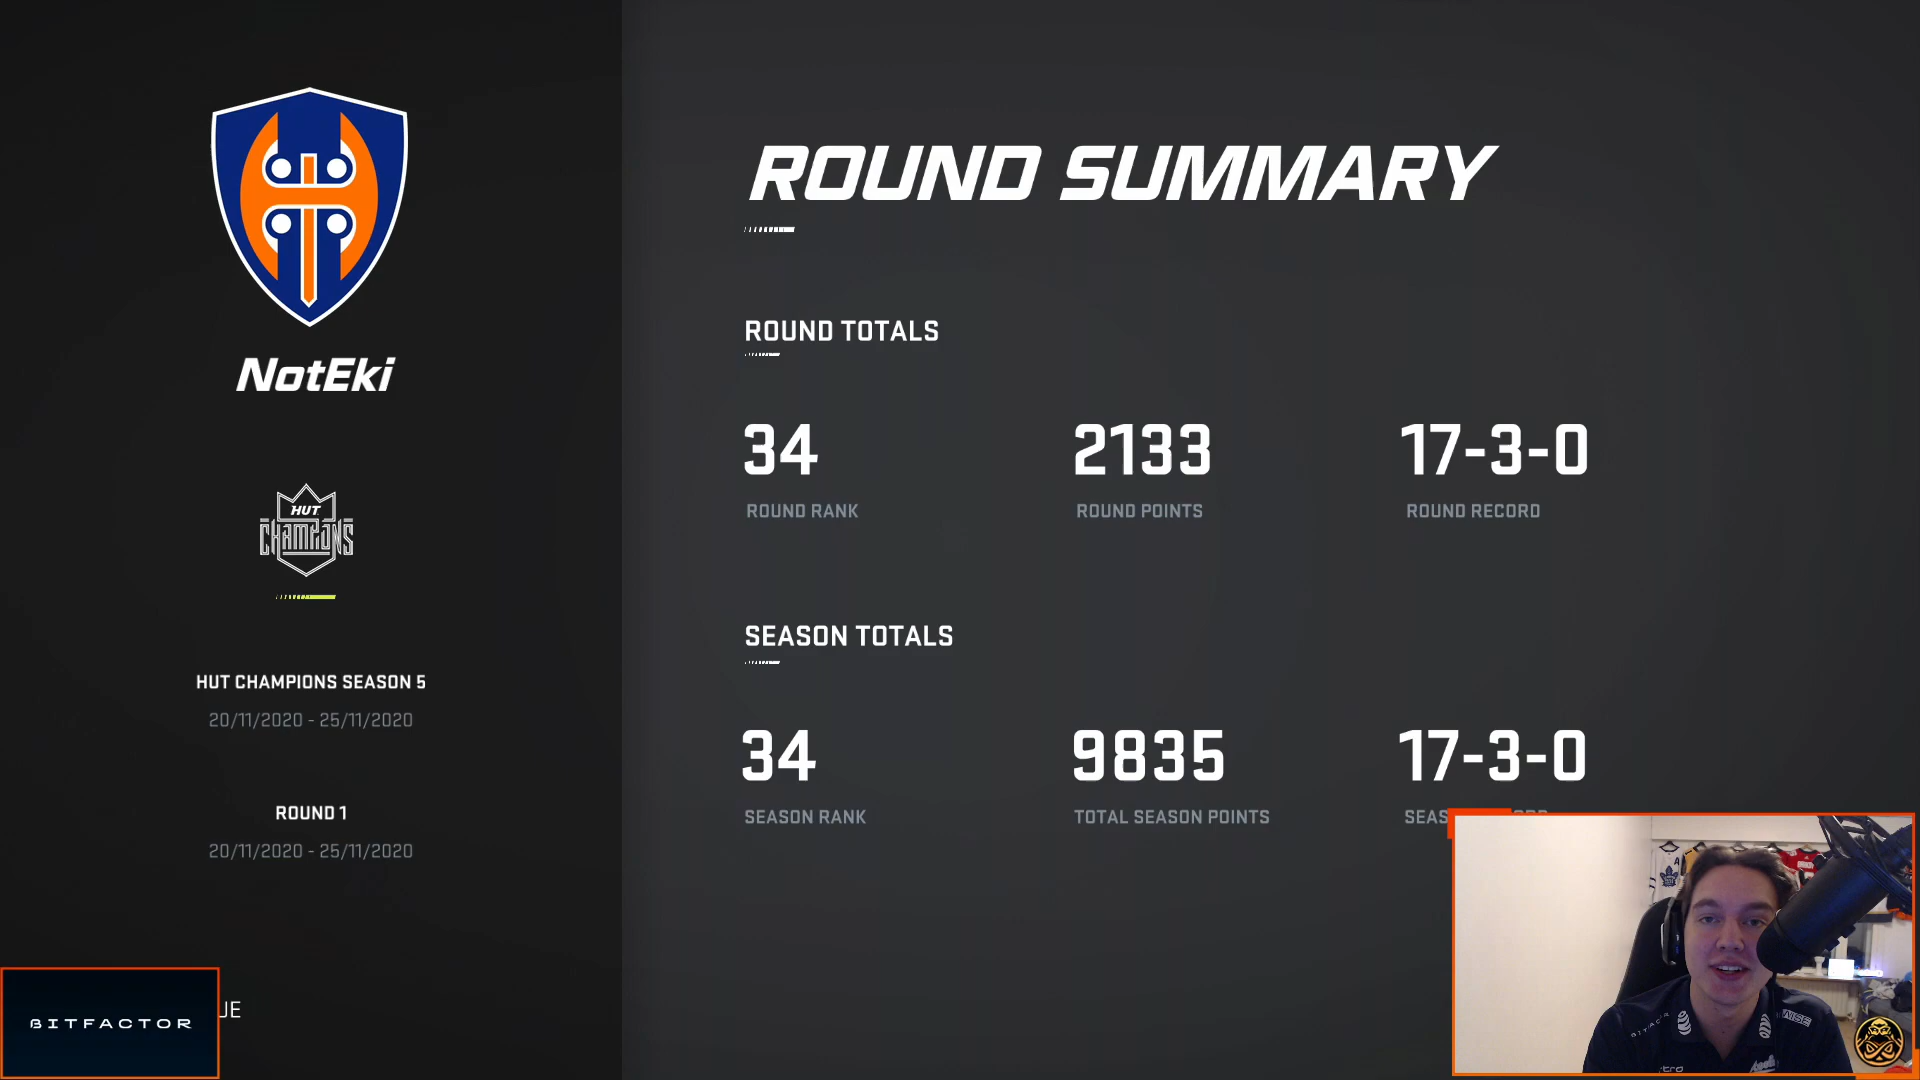 ROUND SUMMARY
NotEki
HUT
CHAMPIONS
HUT CHAMPIONS SEASON 5
20/11/2020 - 25/11/2020
ROUND 1
20/11/2020 - 25/11/2020
ROUND TOTALS
34
2133
17-3-0
ROUND RANK
ROUND POINTS
ROUND RECORD
SEASON TOTALS
34
9835
17-3-0
SEASON RANK
TOTAL SEASON POINTS
BITFACTOR